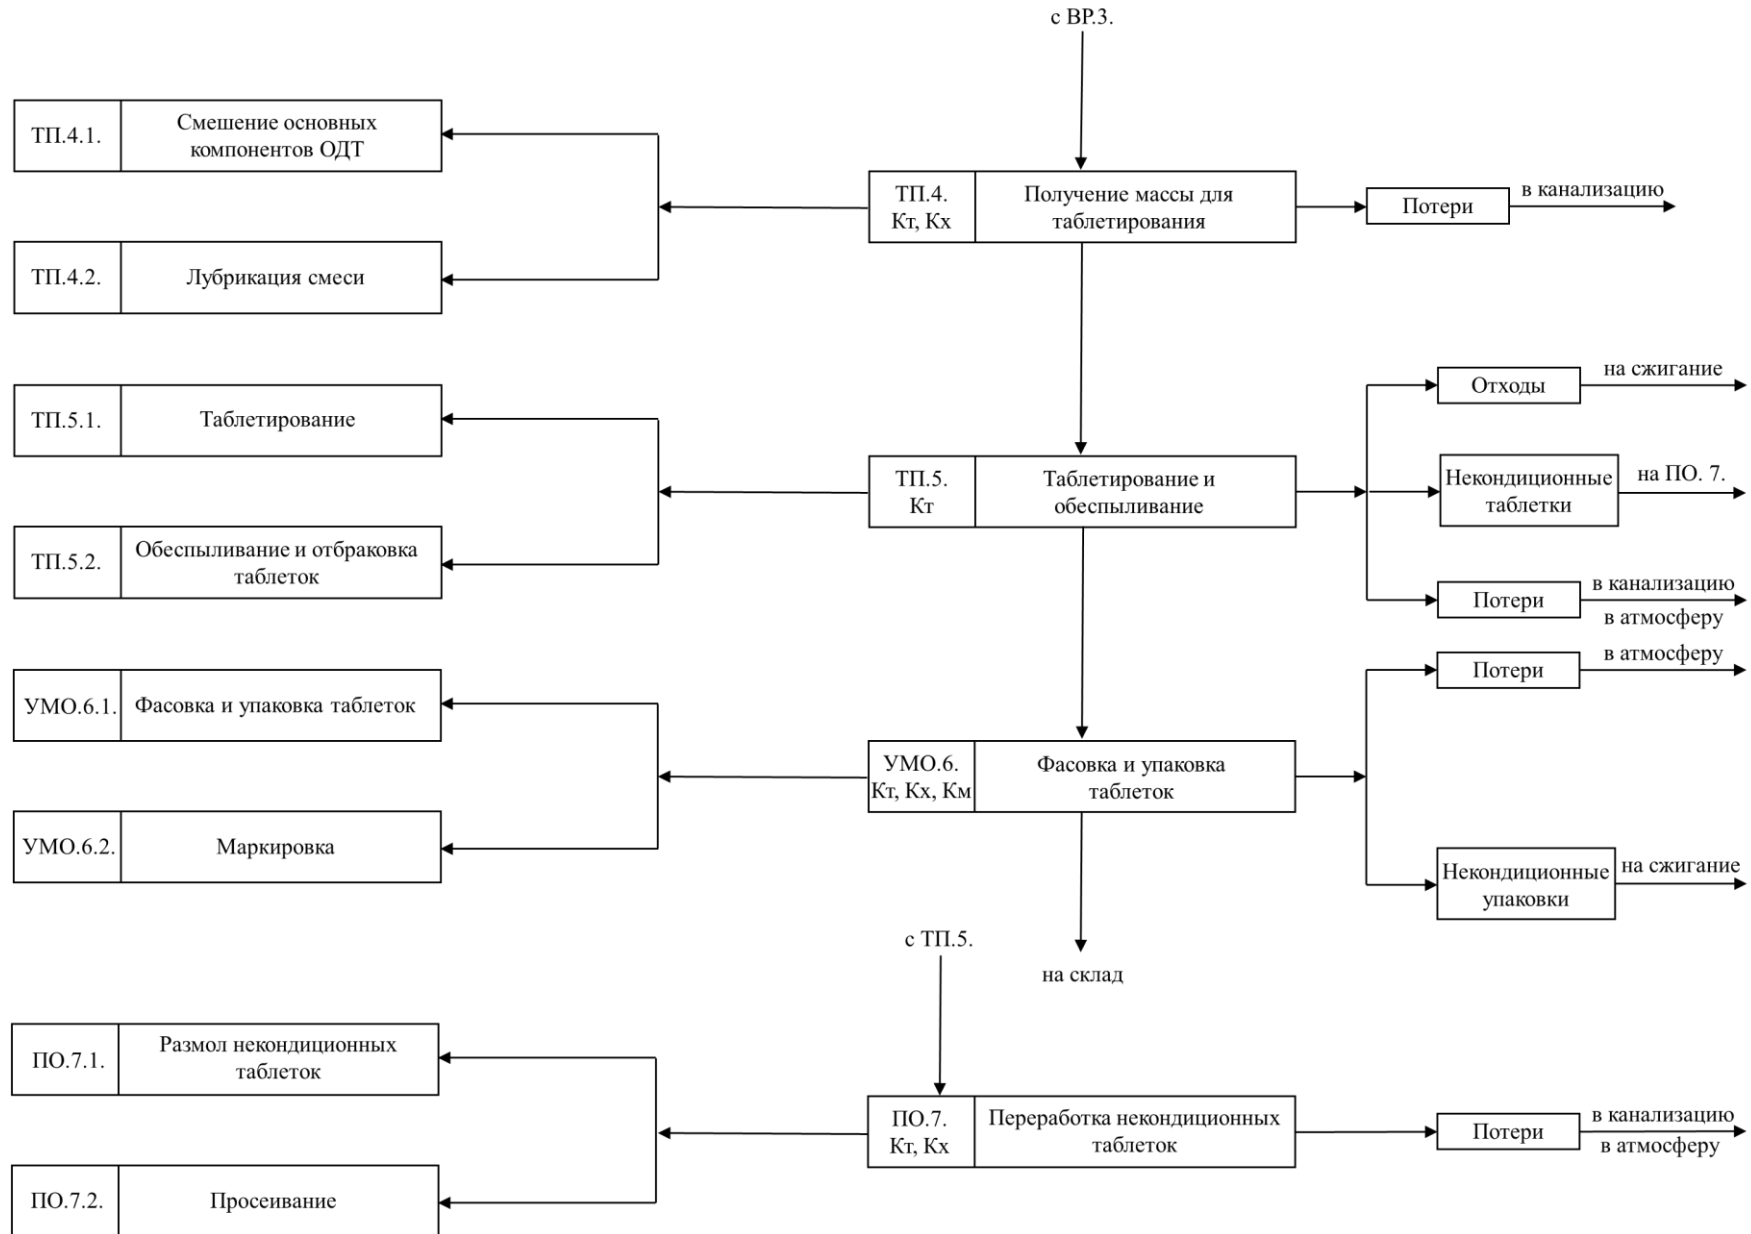 с ВР.3.
ТП.4.1.
Смешение основных
компонентов ОДТ
ТП.4.
Кт, Кх
Получение массы для
таблетирования
Потери
в канализацию
ТП.4.2.
Лубрикация смеси
ТП.5.1.
Таблетирование
Отходы
на сжигание
ТП.5.
Кт
Таблетирование и
обеспыливание
Некондиционные
таблетки
на ПО. 7.
ТП.5.2.
Обеспыливание и отбраковка
таблеток
Потери
в канализацию
в атмосферу
УМО.6.1.
Фасовка и упаковка таблеток
Потери
в атмосферу
УМО.6.
Кт, Кх, Км
Фасовка и упаковка
таблеток
УМО.6.2.
Маркировка
Некондиционные
упаковки
на сжигание
с ТП.5.
на склад
ПО.7.1.
Размол некондиционных
таблеток
ПО.7.
Кт, Кх
Переработка некондиционных
таблеток
Потери
в канализацию
в атмосферу
ПО.7.2.
Просеивание